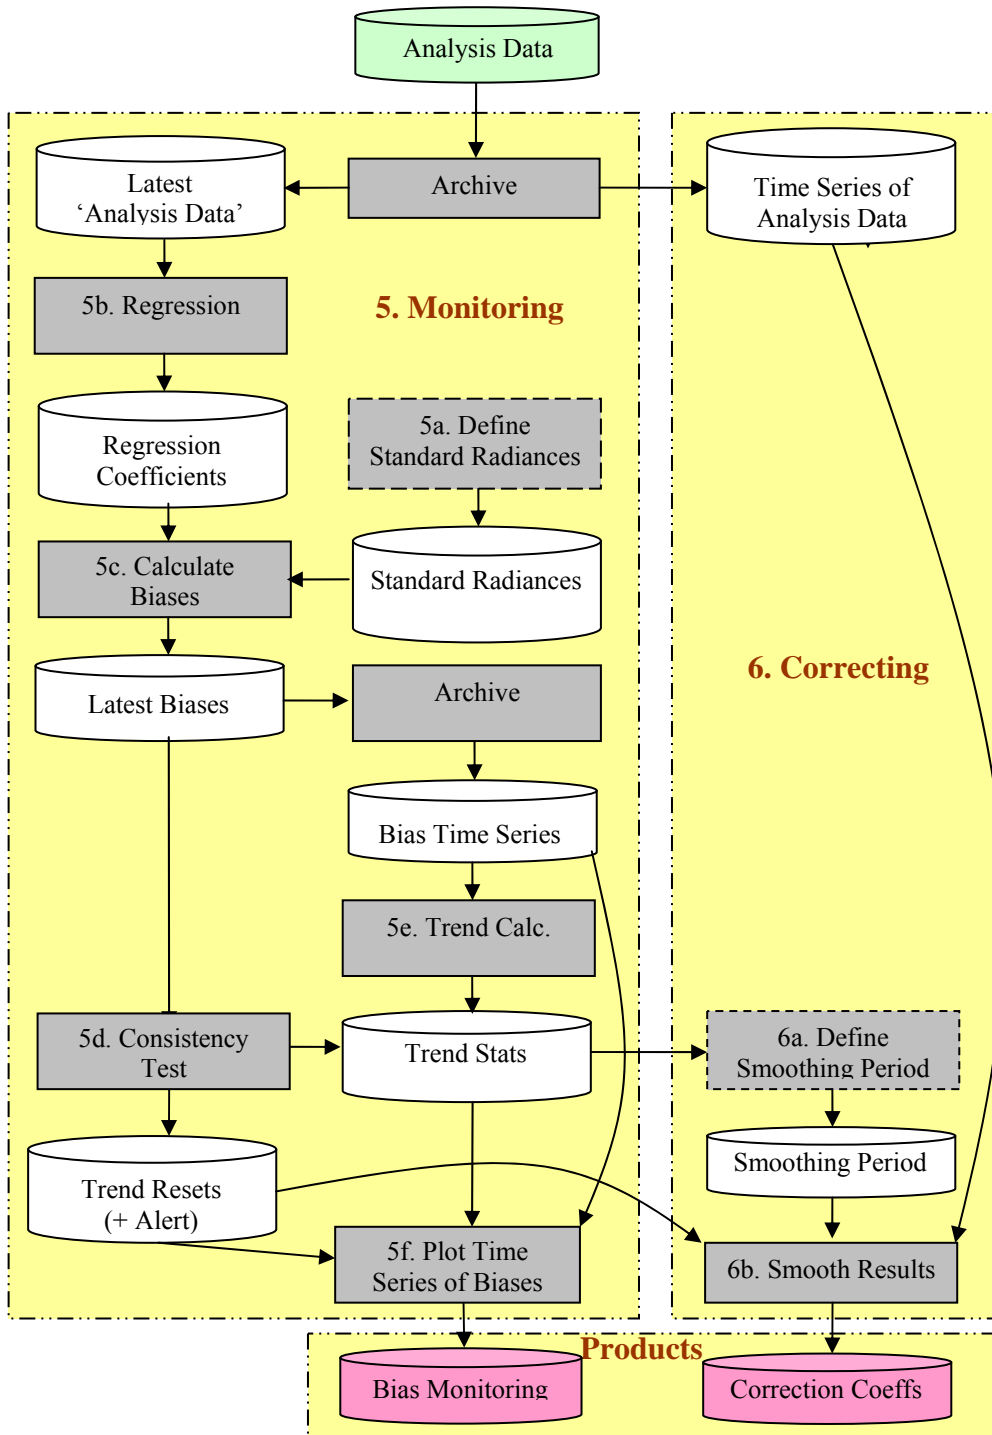 Analysis Data
Latest
‘Analysis Data’
Archive
Time Series of
Analysis Data
5b. Regression
5. Monitoring
Regression
Coefficients
5a. Define
Standard Radiances
5c. Calculate
Biases
Standard Radiances
6. Correcting
Latest Biases
Archive
Bias Time Series
5e. Trend Calc.
5d. Consistency
Test
Trend Stats
6a. Define
Smoothing Period
Trend Resets
(+ Alert)
Smoothing Period
5f. Plot Time
Series of Biases
6b. Smooth Results
Products
Bias Monitoring
Correction Coeffs